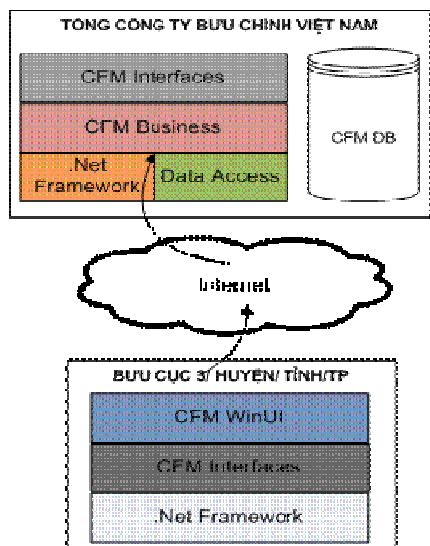 TỔNG CÔNG TY BƯU CHÍNH VIỆT NAM
CFM Interfaces
CFM Business
.Net
Framework
Data Access
CFM DB
Internet
BƯU CỤC 3/ HUYỆN/ TỈNH/TP
CFM WinUI
CFM Interfaces
.Net Framework